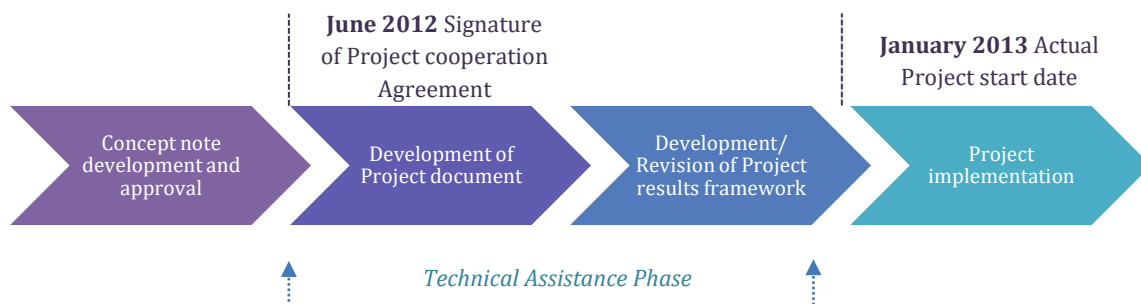 June 2012 Signature
of Project cooperation
Agreement
January 2013 Actual
Project start date
Concept note
development and
approval
Development of
Project document
Development/
Revision of Project
results framework
Project
implementation
Technical Assistance Phase